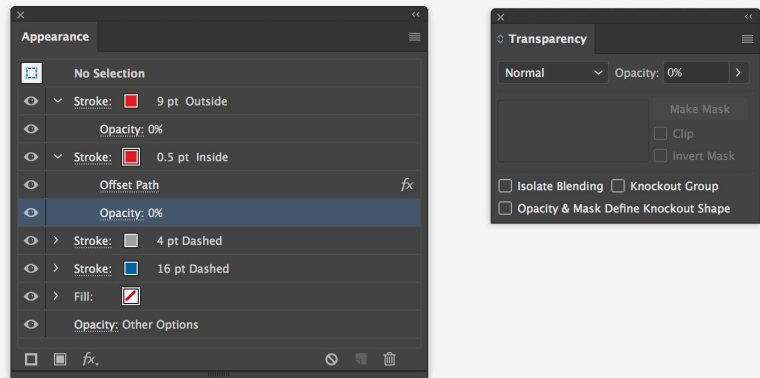 Appearance
No Selection
Stroke: 9 pt Outside
Opacity: 0%
Stroke: 0.5 pt Inside
Offset Path fx
Opacity: 0%
Stroke: 4 pt Dashed
Stroke: 16 pt Dashed
Fill:
Opacity: Other Options
fx.
Transparency
Normal Opacity: 0%
Make Mask
Clip
Invert Mask
Isolate Blending Knockout Group
Opacity & Mask Define Knockout Shape